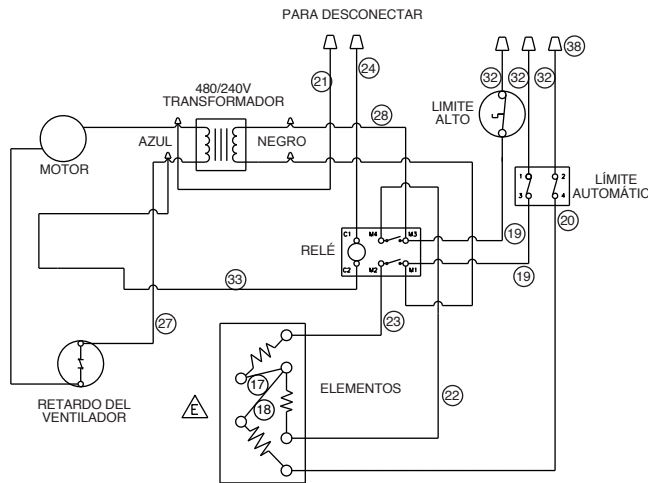 PARA DESCONECTAR
38
21
24
32
32
32
480/240V
TRANSFORMADOR
LIMITE
ALTO
28
AZUL
NEGRO
MOTOR
1
2
3
4
LÍMITE
AUTOMÁTIC
20
C1
M4
M3
RELÉ
C2
M2
M1
19
19
33
27
23
17
18
ELEMENTOS
22
E
RETARDO DEL
VENTILADOR